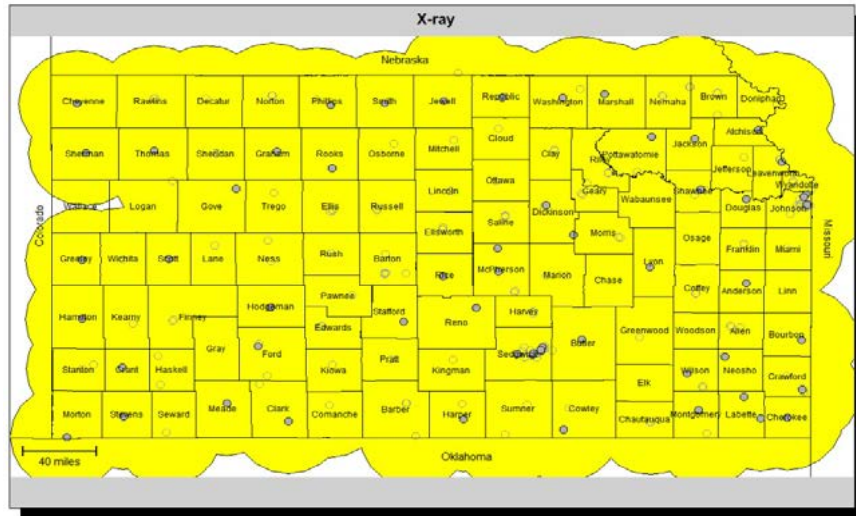 X-ray
Nebraska
Cheyenne Rawlins Decatur Norton Phillips Smith Jewell Republic Washington Marshall Nemaha Brown Doniphan
Cloud Atchison
Sherman Thomas Sheridan Graham Rooks Osborne Mitchell Clay Riley Pottawatomie Jackson
Jefferson Leavenworth
Wyandotte
Lincoln Ottawa Geary Wabaunsee Shawnee
Wallace Logan Gove Trego Ellis Russell Dickinson Douglas Johnson
Colorado Saline Missouri
Ellsworth Morris Osage
Greeley Wichita Scott Lane Ness Rush Barton Lyon Franklin Miami
Rice McPherson Marion Chase
Pawnee Coffey Anderson Linn
Hamilton Kearny Finney Hodgeman Stafford Reno Harvey
Edwards Greenwood Woodson Allen Bourbon
Gray Ford Sedgwick Butler
Stanton Grant Haskell Kiowa Pratt Kingman Wilson Neosho Crawford
Elk
Morton Stevens Seward Meade Clark Comanche Barber Harper Sumner Cowley Chautauqua Montgomery Labette Cherokee
40 miles
Oklahoma